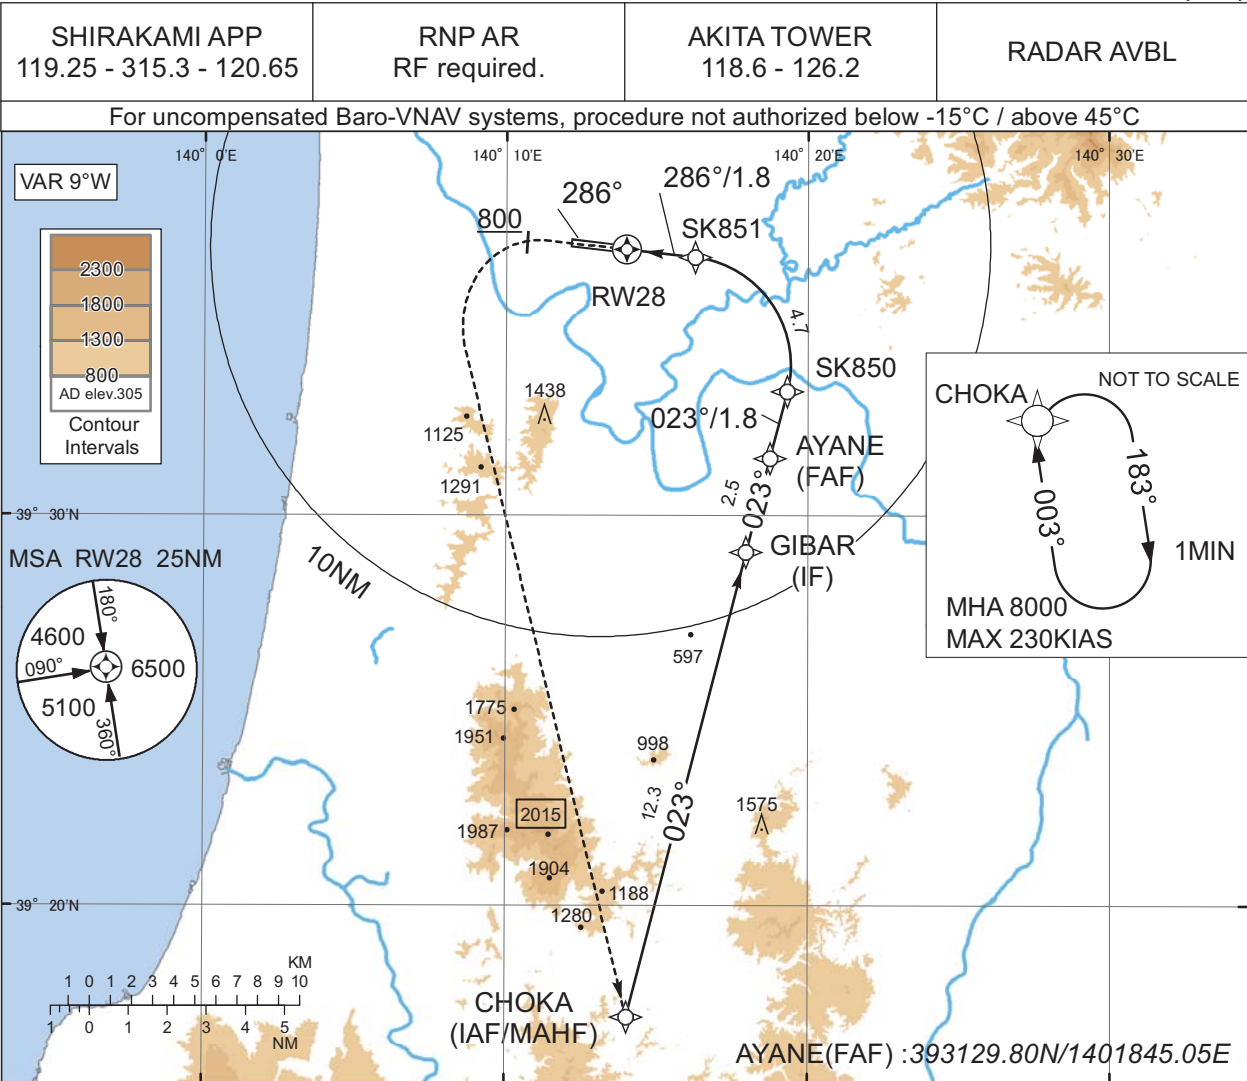 SHIRAKAMI APP
119.25 - 315.3 - 120.65
RNP AR
RF required.
AKITA TOWER
118.6 - 126.2
RADAR AVBL
For uncompensated Baro-VNAV systems, procedure not authorized below -15°C / above 45°C
140° 0'E
140° 10'E
140° 20'E
140° 30'E
VAR 9°W
2300
1800
1300
800
AD elev.305
Contour
Intervals
800
286°
286°/1.8
SK851
RW28
4.7
SK850
023°/1.8
AYANE
(FAF)
2.5
023°
GIBAR
(IF)
1438
1125
1291
10NM
39° 30'N
CHOKA
NOT TO SCALE
183°
003°
1MIN
MHA 8000
MAX 230KIAS
MSA RW28 25NM
180°
4600
090°
6500
5100
360°
597
1775
1951
998
12.3
023°
1575
2015
1987
1904
1188
1280
39° 20'N
CHOKA
(IAF/MAHF)
KM
1 0 1 2 3 4 5 6 7 8 9 10
1 0 1 2 3 4 5
NM
AYANE(FAF) :393129.80N/1401845.05E